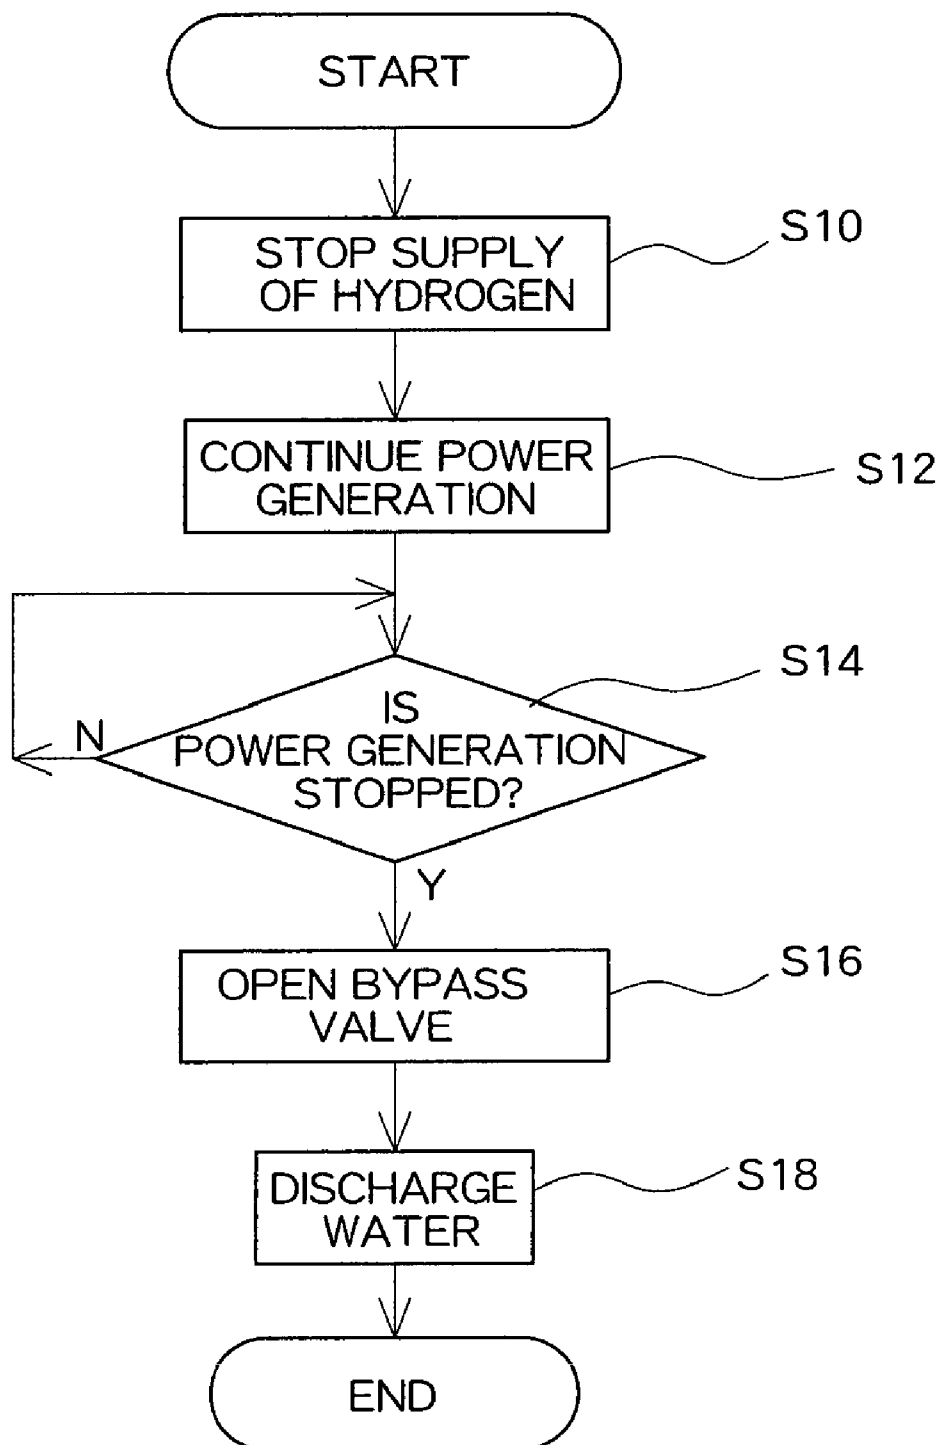 START
STOP SUPPLY
OF HYDROGEN
S10
CONTINUE POWER
GENERATION
S12
IS
POWER GENERATION
STOPPED?
S14
N
Y
OPEN BYPASS
VALVE
S16
DISCHARGE
WATER
S18
END